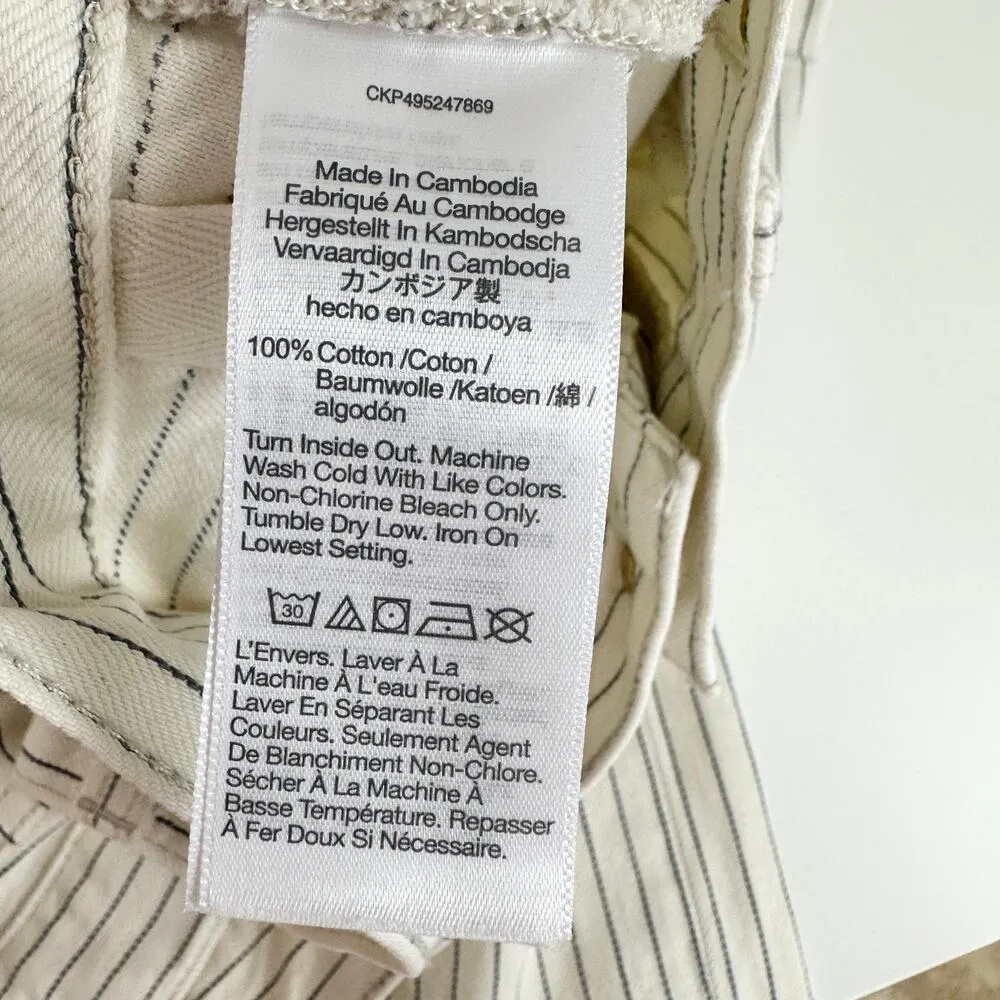 CKP495247869
Made In Cambodia
Fabriqué Au Cambodge
Hergestellt In Kambodscha
Vervaardigd In Cambodja
カンボジア製
hecho en camboya
100% Cotton /Coton /
Baumwolle /Katoen /綿 /
algodón
Turn Inside Out. Machine
Wash Cold With Like Colors.
Non-Chlorine Bleach Only.
Tumble Dry Low. Iron On
Lowest Setting.
30
L'Envers. Laver À La
Machine À L'eau Froide.
Laver En Séparant Les
Couleurs. Seulement Agent
De Blanchiment Non-Chlore.
Sécher À La Machine À
Basse Température. Repasser
À Fer Doux Si Nécessaire.